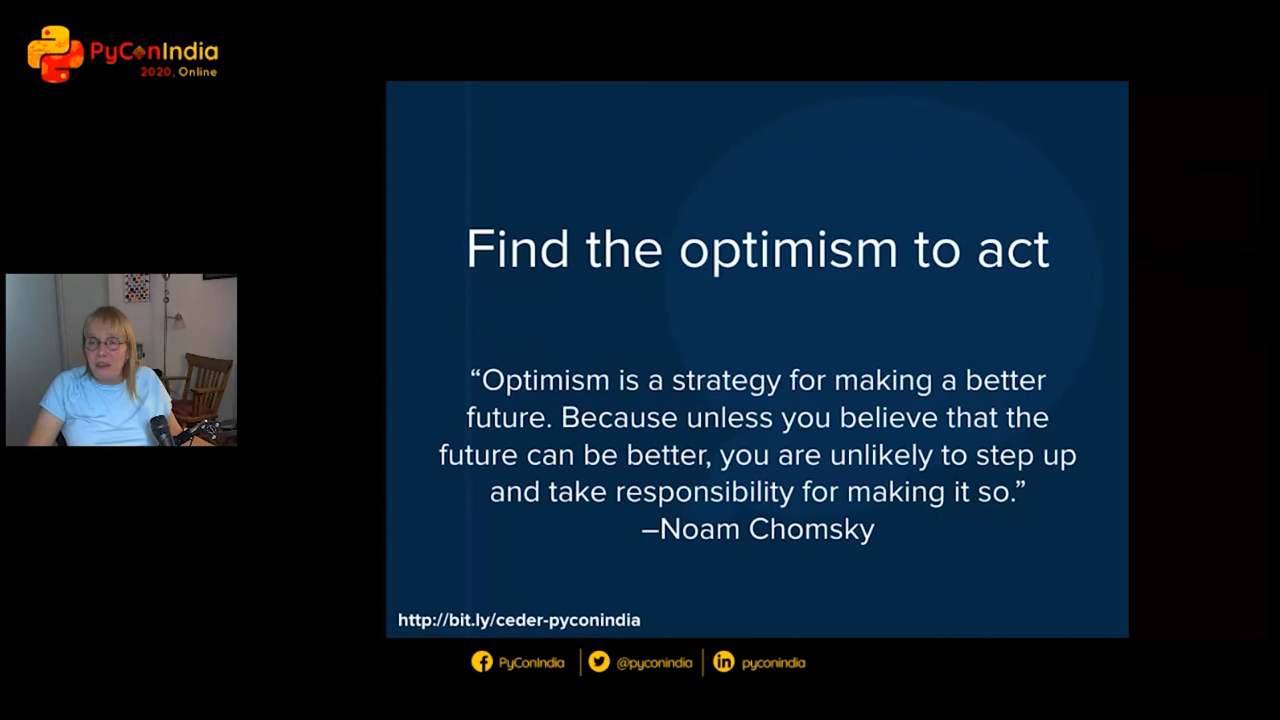 PyConIndia
2020, Online
Find the optimism to act
“Optimism is a strategy for making a better
future. Because unless you believe that the
future can be better, you are unlikely to step up
and take responsibility for making it so.”
–Noam Chomsky
http://bit.ly/ceder-pyconindia
PyConIndia
@pyconindia
pyconindia